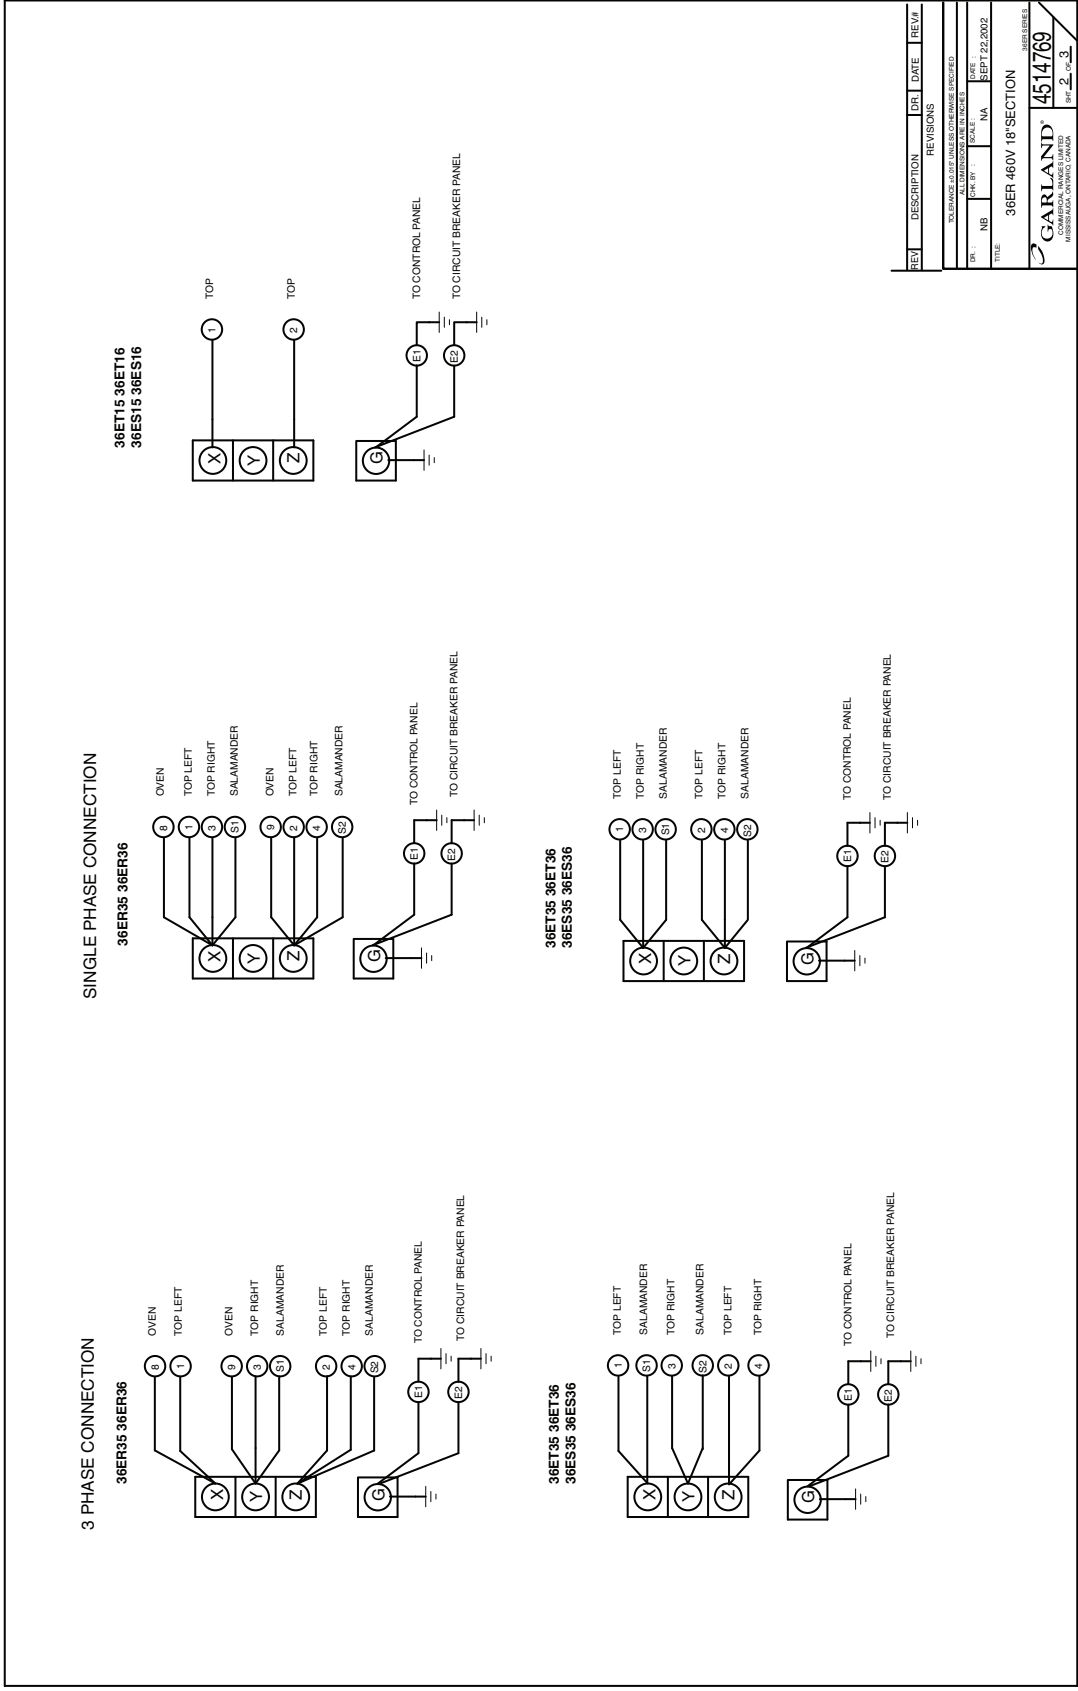 3 PHASE CONNECTION
36ER35 36ER36
8 OVEN
1 TOP LEFT
9 OVEN
3 TOP RIGHT
S1 SALAMANDER
2 TOP LEFT
4 TOP RIGHT
S2 SALAMANDER
X
Y
Z
G
E1 TO CONTROL PANEL
E2 TO CIRCUIT BREAKER PANEL
36ET35 36ET36
36ES35 36ES36
1 TOP LEFT
S1 SALAMANDER
3 TOP RIGHT
S2 SALAMANDER
2 TOP LEFT
4 TOP RIGHT
X
Y
Z
G
E1 TO CONTROL PANEL
E2 TO CIRCUIT BREAKER PANEL
SINGLE PHASE CONNECTION
36ER35 36ER36
8 OVEN
1 TOP LEFT
3 TOP RIGHT
S1 SALAMANDER
9 OVEN
2 TOP LEFT
4 TOP RIGHT
S2 SALAMANDER
X
Y
Z
G
E1 TO CONTROL PANEL
E2 TO CIRCUIT BREAKER PANEL
36ET35 36ET36
36ES35 36ES36
1 TOP LEFT
3 TOP RIGHT
S1 SALAMANDER
2 TOP LEFT
4 TOP RIGHT
S2 SALAMANDER
X
Y
Z
G
E1 TO CONTROL PANEL
E2 TO CIRCUIT BREAKER PANEL
36ET15 36ET16
36ES15 36ES16
1 TOP
2 TOP
X
Y
Z
G
E1 TO CONTROL PANEL
E2 TO CIRCUIT BREAKER PANEL
REV DESCRIPTION DR. DATE REV.#
REVISIONS
TOLERANCE ±0.015" UNLESS OTHERWISE SPECIFIED
ALL DIMENSIONS ARE IN INCHES
DR. : NB
CHK BY :
SCALE : NA
DATE : SEPT 22,2002
TITLE:
36ER 460V 18"SECTION
36ER SERIES
GARLAND®
COMMERCIAL RANGES LIMITED
MISSISSAUGA, ONTARIO, CANADA
4514769
SHT 2 OF 3